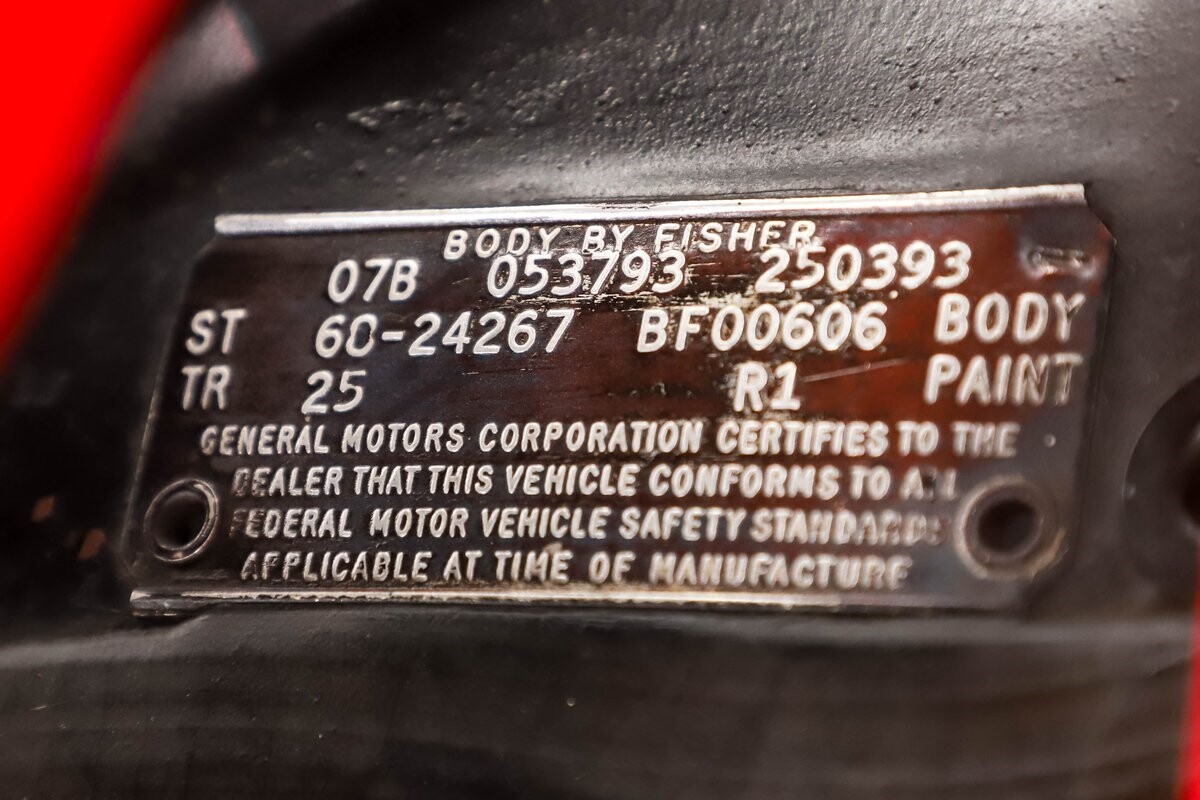 BODY BY FISHER
07B 053793 250393
ST 68-24267 BF00606 BODY
TR 25 R1 PAINT
GENERAL MOTORS CORPORATION CERTIFIES TO THE
DEALER THAT THIS VEHICLE CONFORMS TO ALL
FEDERAL MOTOR VEHICLE SAFETY STANDARDS
APPLICABLE AT TIME OF MANUFACTURE